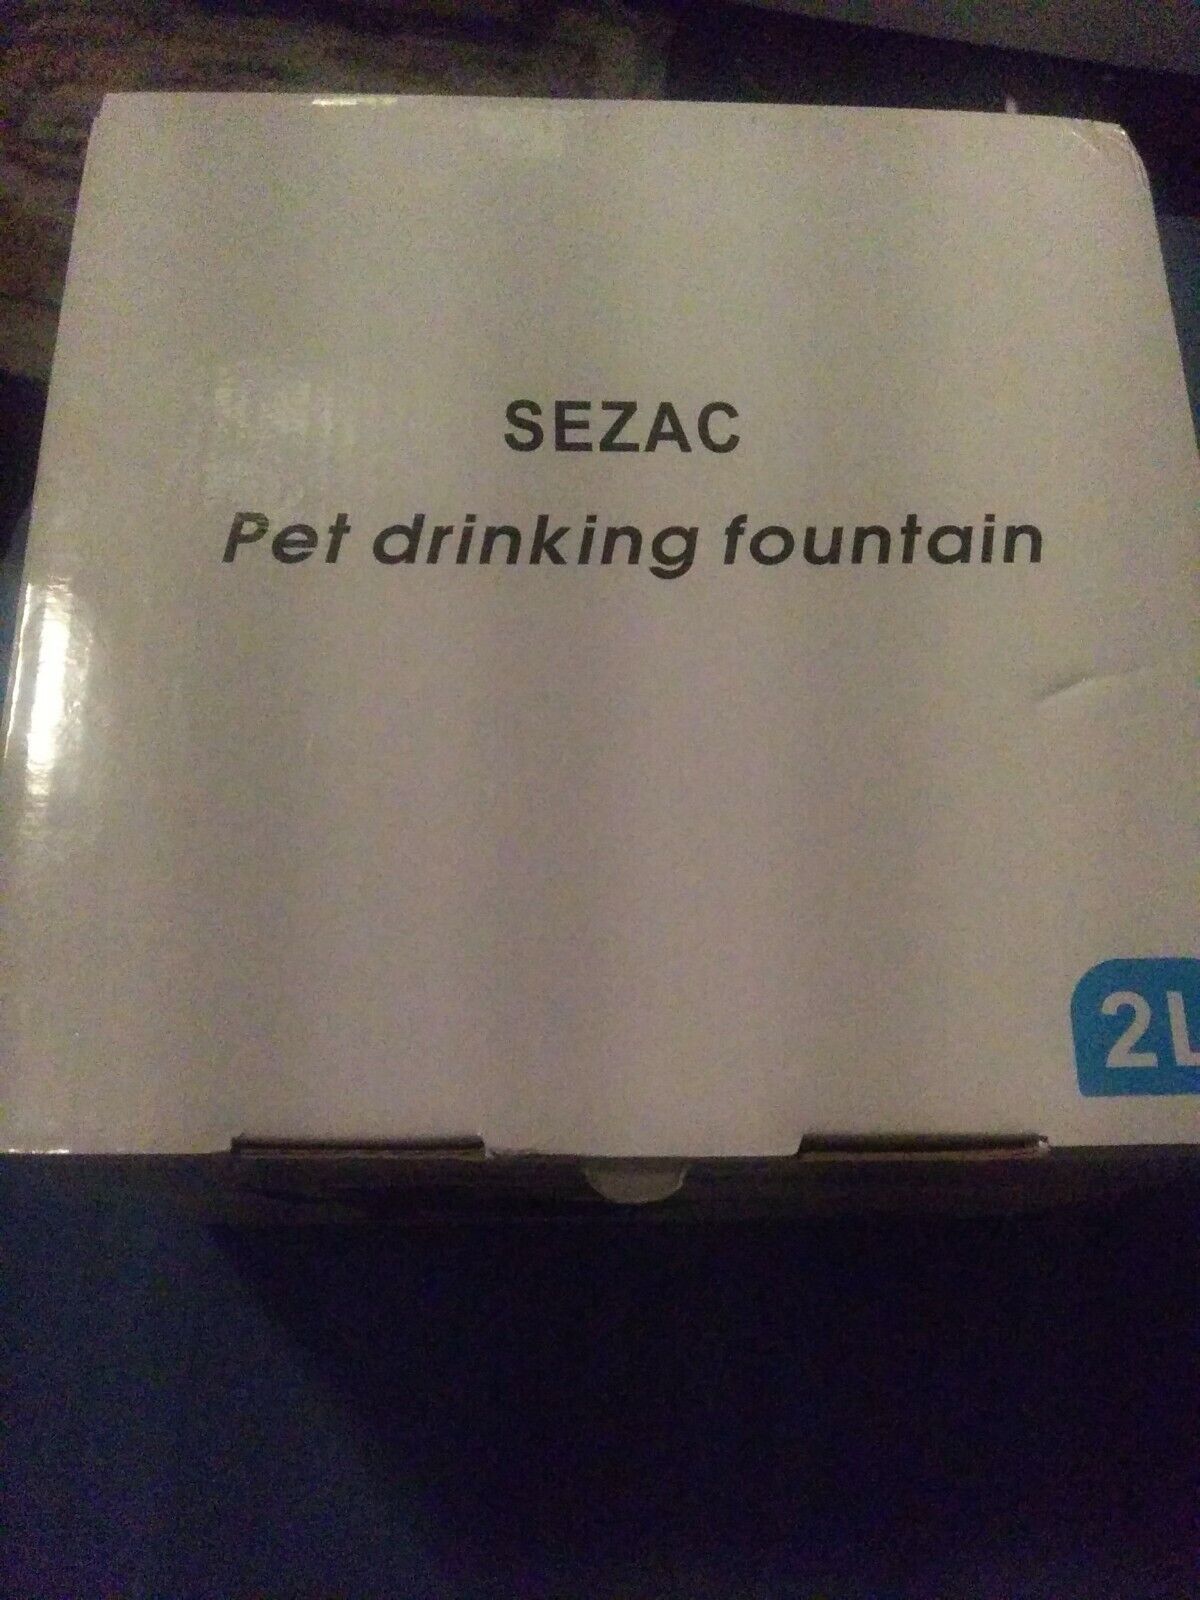 SEZAC
Pet drinking fountain
2L